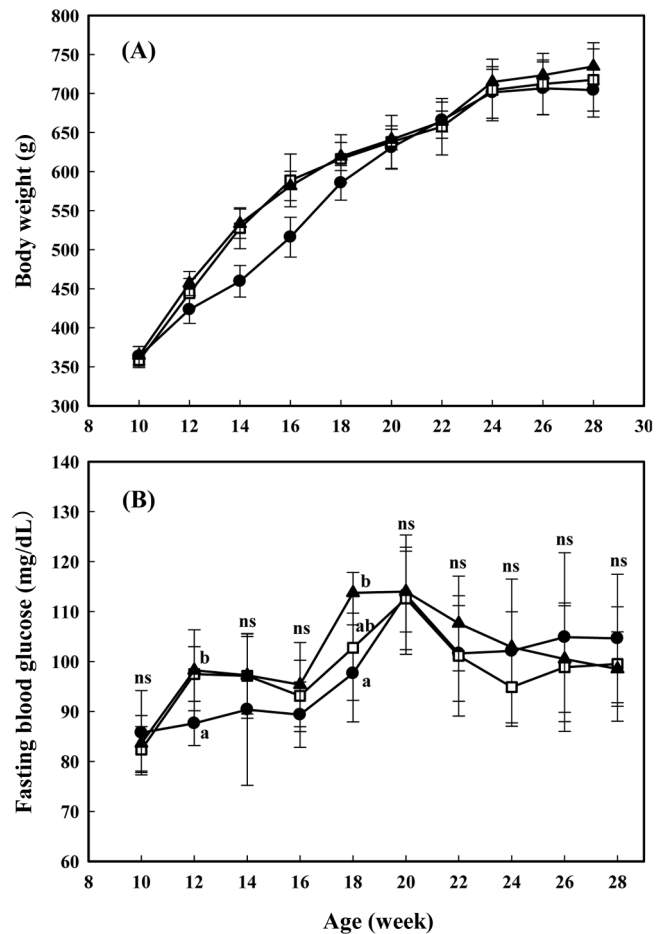 800
(A)
750
700
650
600
550
500
450
400
350
300
Body weight (g)
8 10 12 14 16 18 20 22 24 26 28 30
140
(B)
130
120
110
100
90
80
70
60
Fasting blood glucose (mg/dL)
ns b a ns ns b ab a ns ns ns ns ns
8 10 12 14 16 18 20 22 24 26 28
Age (week)